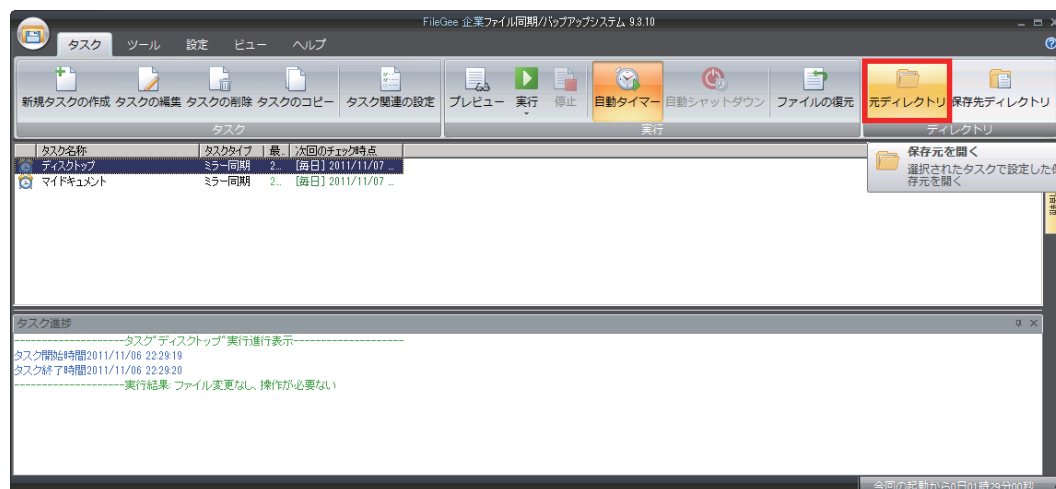 FileGee 企業ファイル同期/バップアップシステム 9.3.10
タスク ツール 設定 ビュー ヘルプ
新規タスクの作成 タスクの編集 タスクの削除 タスクのコピー タスク関連の設定 プレビュー 実行 停止 自動タイマー 自動シャットダウン ファイルの復元 元ディレクトリ 保存先ディレクトリ
タスク 実行 ディレクトリ
タスク名称 タスクタイプ 最.. 次回のチェック時点
ディスクトップ ミラー同期 2... [毎日] 2011/11/07 ...
マイドキュメント ミラー同期 2... [毎日] 2011/11/07 ...
保存元を開く
選択されたタスクで設定した保
存元を開く
タスク進捗
--------------------タスク"ディスクトップ"実行進行表示--------------------
タスク開始時間2011/11/06 22:29:19
タスク終了時間2011/11/06 22:29:20
--------------------実行結果: ファイル変更なし、操作が必要ない
今回の起動から0日01時29分00秒